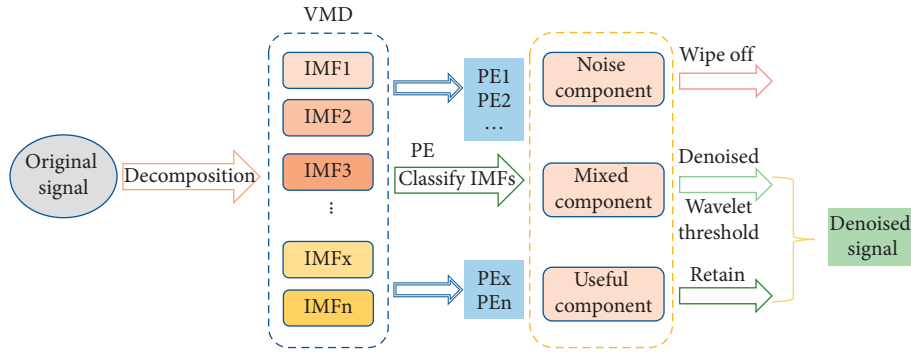 VMD
Original
signal
Decomposition
IMF1
IMF2
IMF3
⋮
IMFx
IMFn
PE1
PE2
…
PE
Classify IMFs
PEx
PEn
Noise
component
Mixed
component
Useful
component
Wipe off
Denoised
Wavelet
threshold
Retain
Denoised
signal